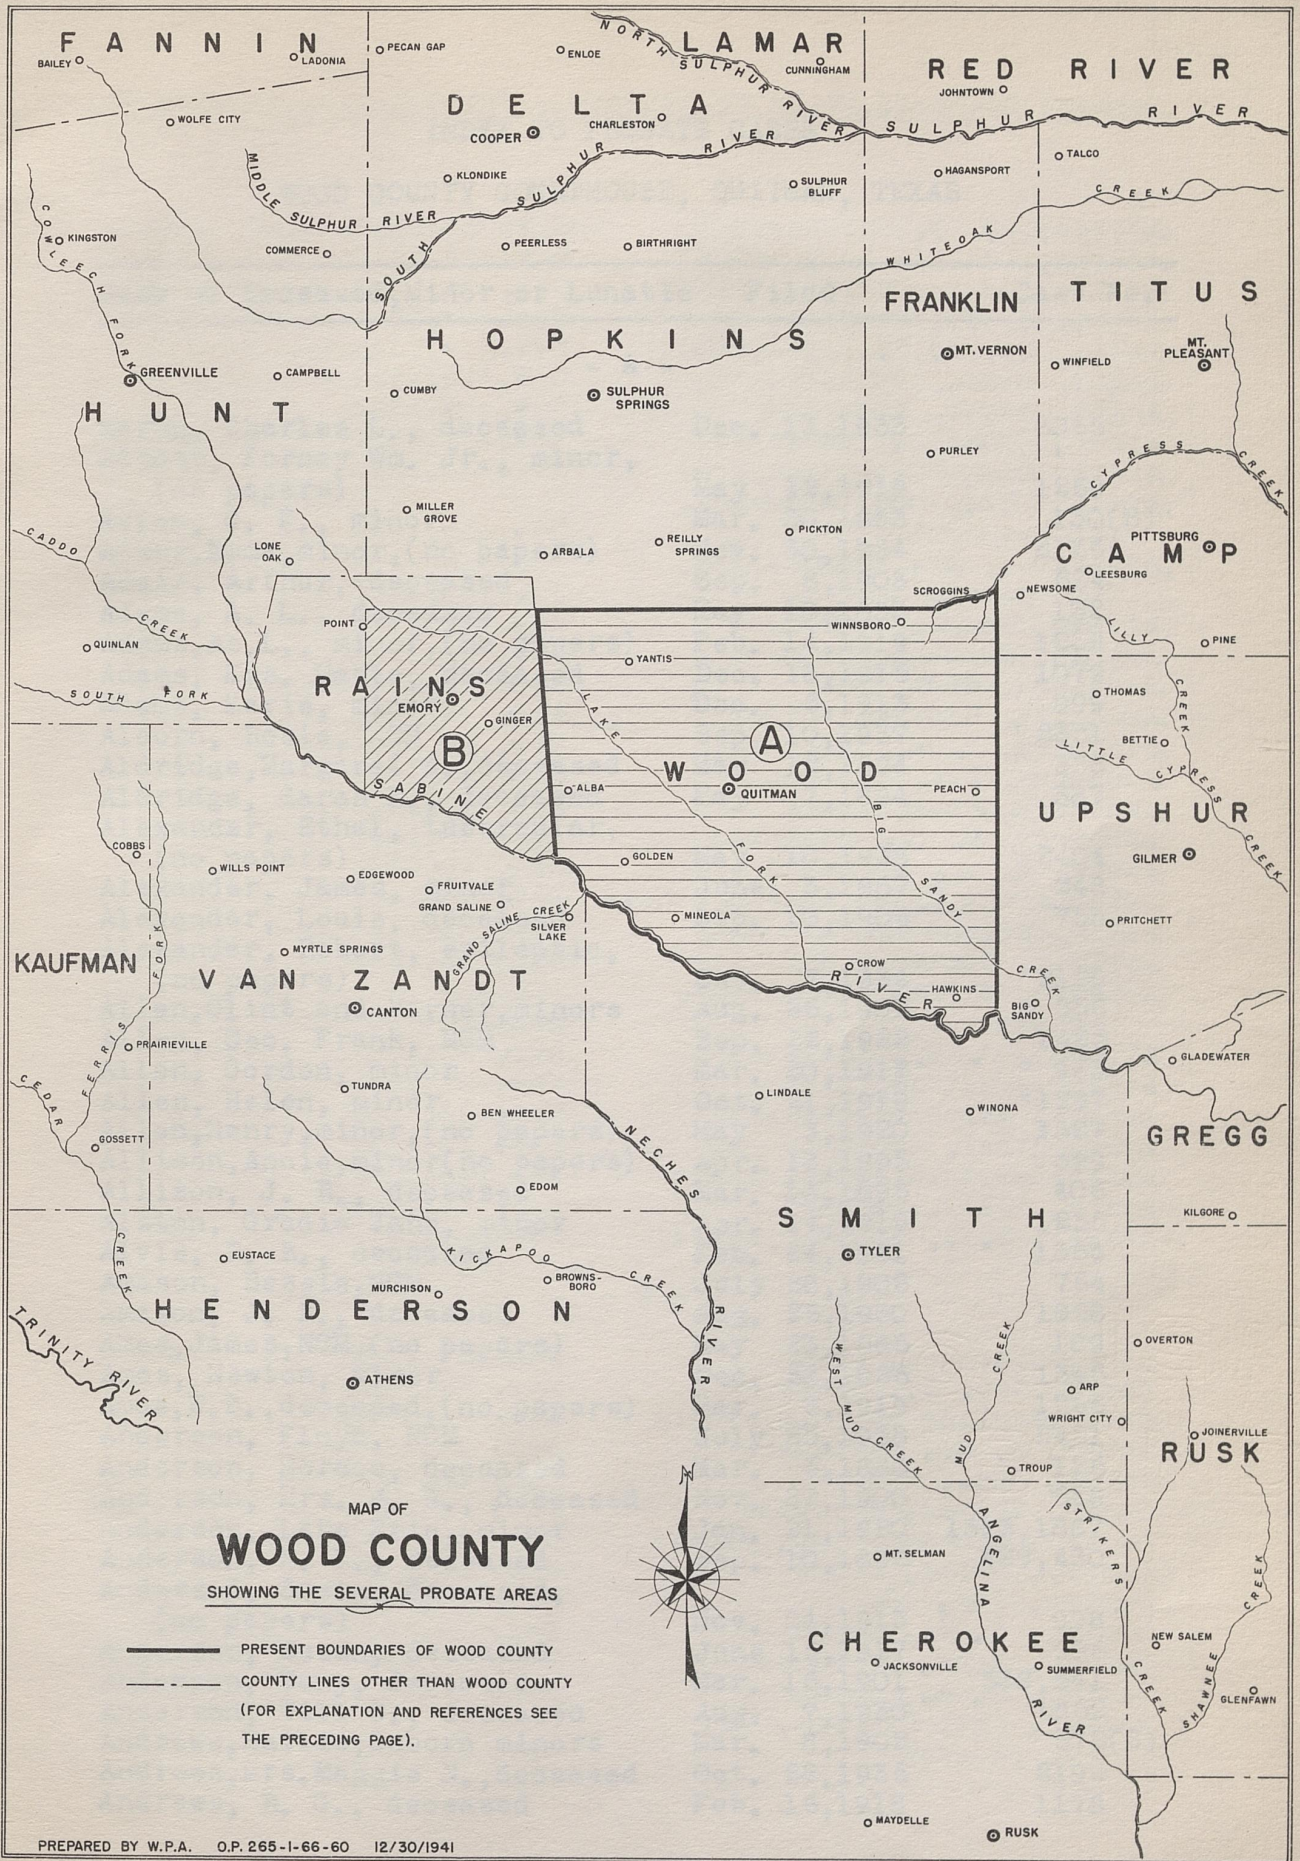 FANNIN
BAILEY
LADONIA
PECAN GAP
ENLOE
NORTH SULPHUR RIVER
LAMAR
CUNNINGHAM
RED RIVER
JOHNTOWN
WOLFE CITY
DELTA
COOPER
CHARLESTON
SULPHUR RIVER
TALCO
HAGANSPORT
KLONDIKE
SULPHUR
BLUFF
MIDDLE SULPHUR RIVER
SOUTH SULPHUR RIVER
WHITEOAK CREEK
COWLEECH FORK
KINGSTON
COMMERCE
PEERLESS
BIRTHRIGHT
FRANKLIN
TITUS
HOPKINS
MT. VERNON
WINFIELD
MT.
PLEASANT
GREENVILLE
CAMPBELL
CUMBY
SULPHUR
SPRINGS
HUNT
PURLEY
CYPRESS CREEK
MILLER
GROVE
REILLY
SPRINGS
PICKTON
ARBALA
LONE
OAK
CADDO CREEK
PITTSBURG
CAMP
LEESBURG
NEWSOME
SCROGGINS
WINNSBORO
POINT
LILLY CREEK
PINE
QUINLAN
YANTIS
SOUTH FORK
RAINS
EMORY
GINGER
B
LAKE FORK
A
WOOD
QUITMAN
PEACH
ALBA
THOMAS
BETTIE
LITTLE CYPRESS CREEK
UPSHUR
GILMER
SABINE RIVER
BIG SANDY CREEK
COBBS
WILLS POINT
EDGEWOOD
FRUITVALE
GRAND SALINE
GOLDEN
GRAND SALINE CREEK
SILVER
LAKE
MINEOLA
PRITCHETT
KAUFMAN
MYRTLE SPRINGS
VAN ZANDT
CANTON
CROW
HAWKINS
BIG
SANDY
FERRIS FORK
PRAIRIEVILLE
GLADEWATER
CEDAR CREEK
TUNDRA
LINDALE
BEN WHEELER
WINONA
GOSSETT
NECHES RIVER
GREGG
EDOM
SMITH
KILGORE
TYLER
EUSTACE
KICKAPOO CREEK
MURCHISON
BROWNS-
BORO
HENDERSON
TRINITY RIVER
ATHENS
WEST MUD CREEK
MUD CREEK
OVERTON
ARP
WRIGHT CITY
JOINERVILLE
RUSK
TROUP
N
STRIKERS CREEK
ANGELINA RIVER
MT. SELMAN
MAP OF
WOOD COUNTY
SHOWING THE SEVERAL PROBATE AREAS
PRESENT BOUNDARIES OF WOOD COUNTY
COUNTY LINES OTHER THAN WOOD COUNTY
(FOR EXPLANATION AND REFERENCES SEE
THE PRECEDING PAGE).
CHEROKEE
JACKSONVILLE
SUMMERFIELD
NEW SALEM
SHAWNEE CREEK
GLENFAWN
MAYDELLE
RUSK
PREPARED BY W.P.A. O.P. 265-1-66-60 12/30/1941